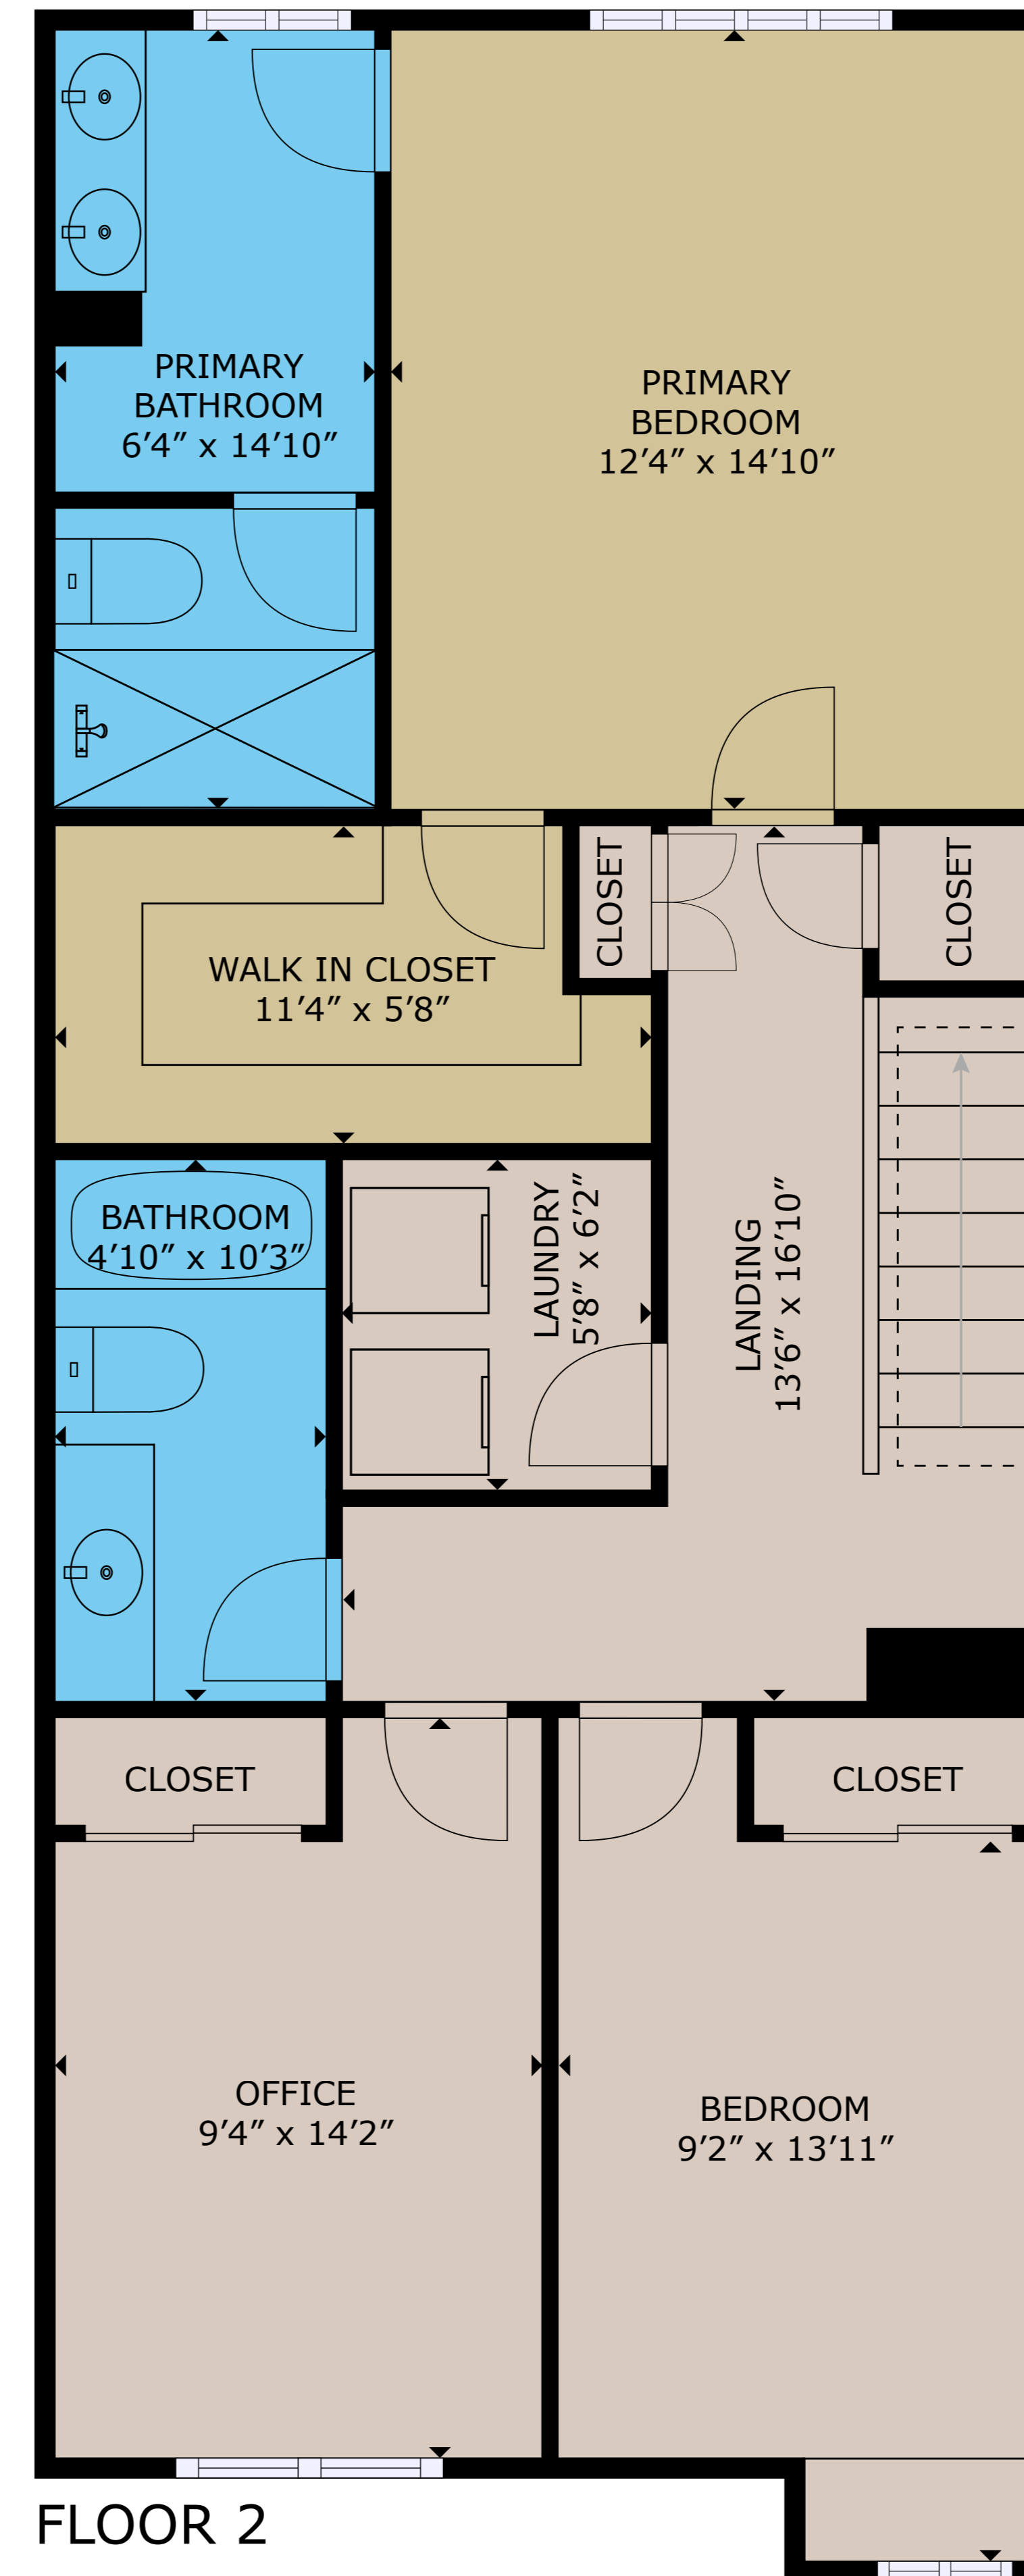 PRIMARY
BATHROOM
6’4” x 14’10”
PRIMARY
BEDROOM
12’4” x 14’10”
CLOSET
CLOSET
WALK IN CLOSET
11’4” x 5’8”
BATHROOM
4’10” x 10’3”
LAUNDRY
5’8” x 6’2”
LANDING
13’6” x 16’10”
CLOSET
CLOSET
OFFICE
9’4” x 14’2”
BEDROOM
9’2” x 13’11”
FLOOR 2